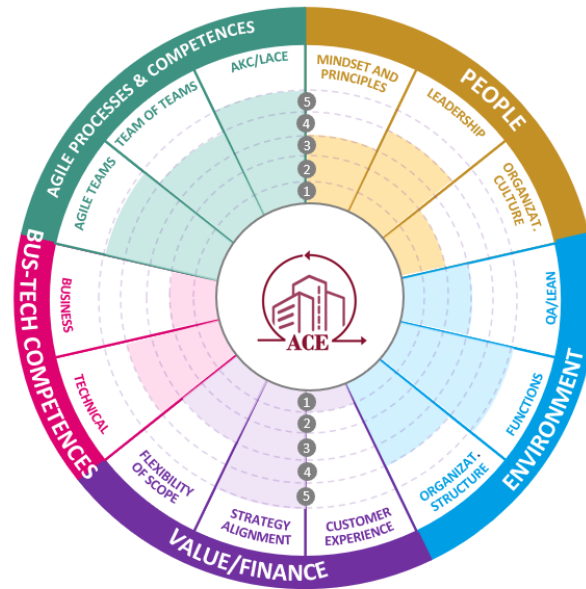 AGILE PROCESSES & COMPETENCES
PEOPLE
ENVIRONMENT
VALUE/FINANCE
BUS-TECH COMPETENCES
AKC/LACE
MINDSET AND
PRINCIPLES
LEADERSHIP
ORGANIZAT.
CULTURE
QA/LEAN
FUNCTIONS
ORGANIZAT.
STRUCTURE
CUSTOMER
EXPERIENCE
STRATEGY
ALIGNMENT
FLEXIBILITY
OF SCOPE
TECHNICAL
BUSINESS
AGILE TEAMS
TEAM OF TEAMS
5
4
3
2
1
ACE
1
2
3
4
5